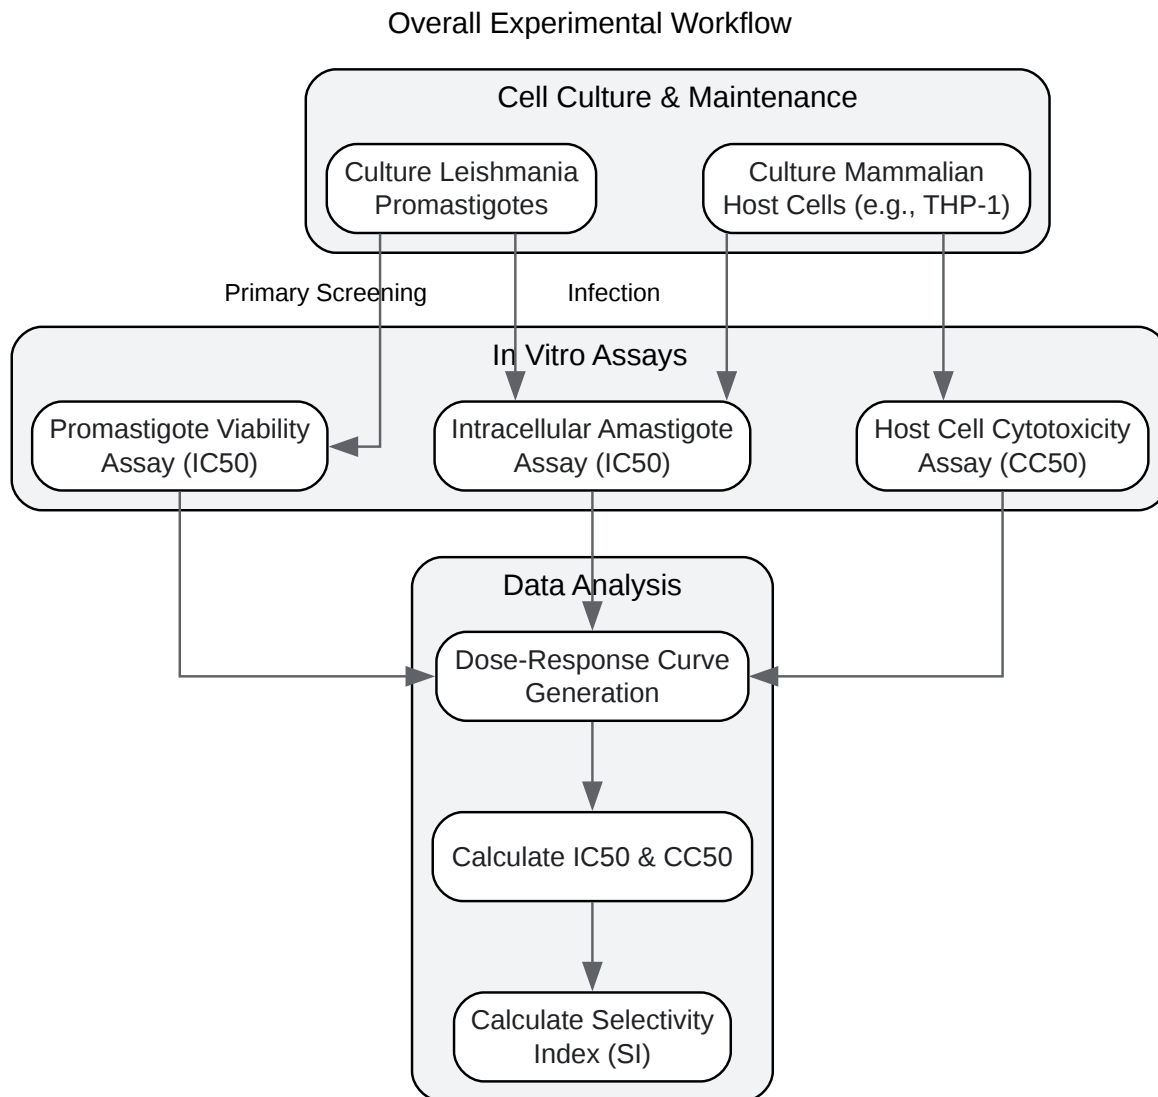 Overall Experimental Workflow
Cell Culture & Maintenance
Culture Leishmania
Promastigotes
Culture Mammalian
Host Cells (e.g., THP-1)
Primary Screening
Infection
In Vitro Assays
Promastigote Viability
Assay (IC50)
Intracellular Amastigote
Assay (IC50)
Host Cell Cytotoxicity
Assay (CC50)
Data Analysis
Dose-Response Curve
Generation
Calculate IC50 & CC50
Calculate Selectivity
Index (SI)